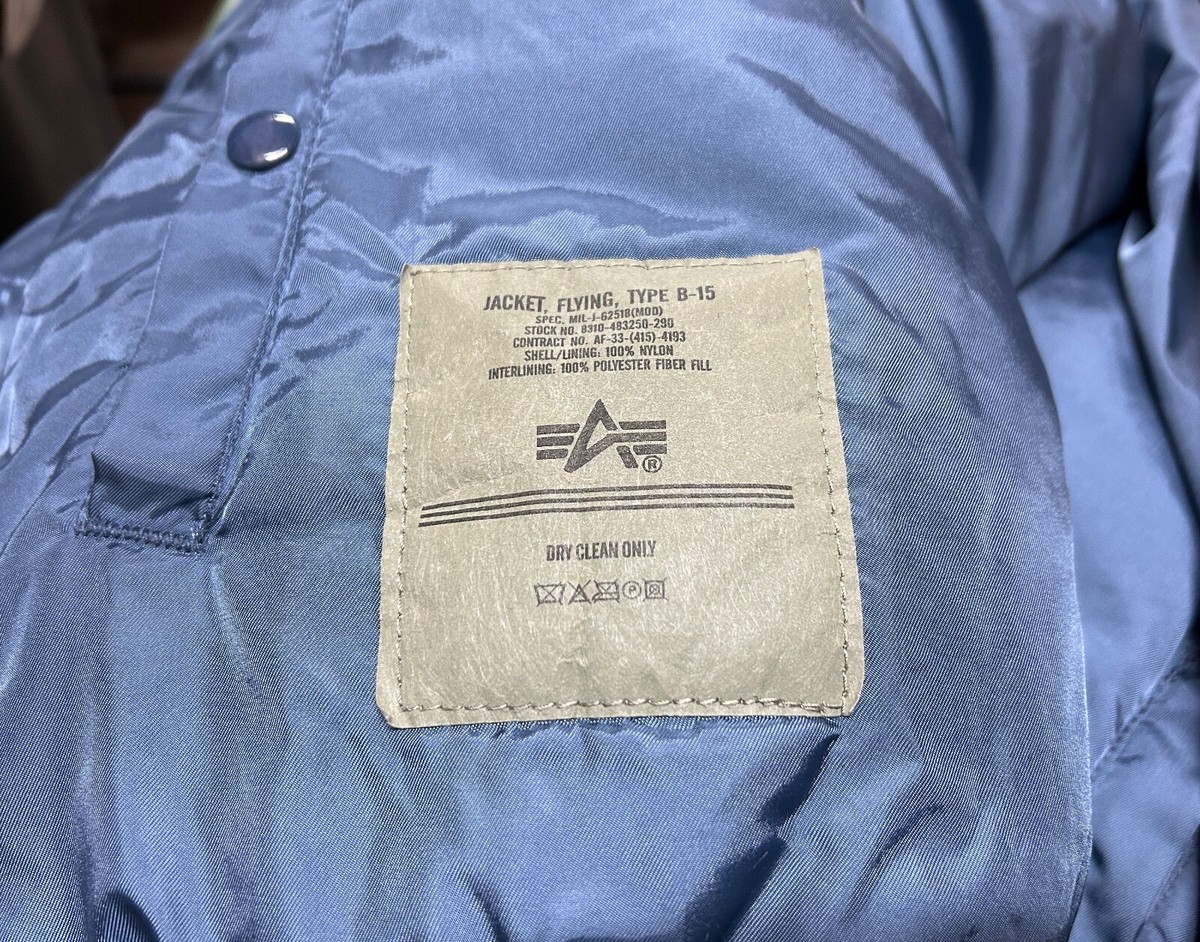 JACKET, FLYING, TYPE B-15
SPEC. MIL-J-6251B(MOD)
STOCK NO. 8310-483250-290
CONTRACT NO. AF-33-(415)-4193
SHELL/LINING: 100% NYLON
INTERLINING: 100% POLYESTER FIBER FILL
®
DRY CLEAN ONLY
P